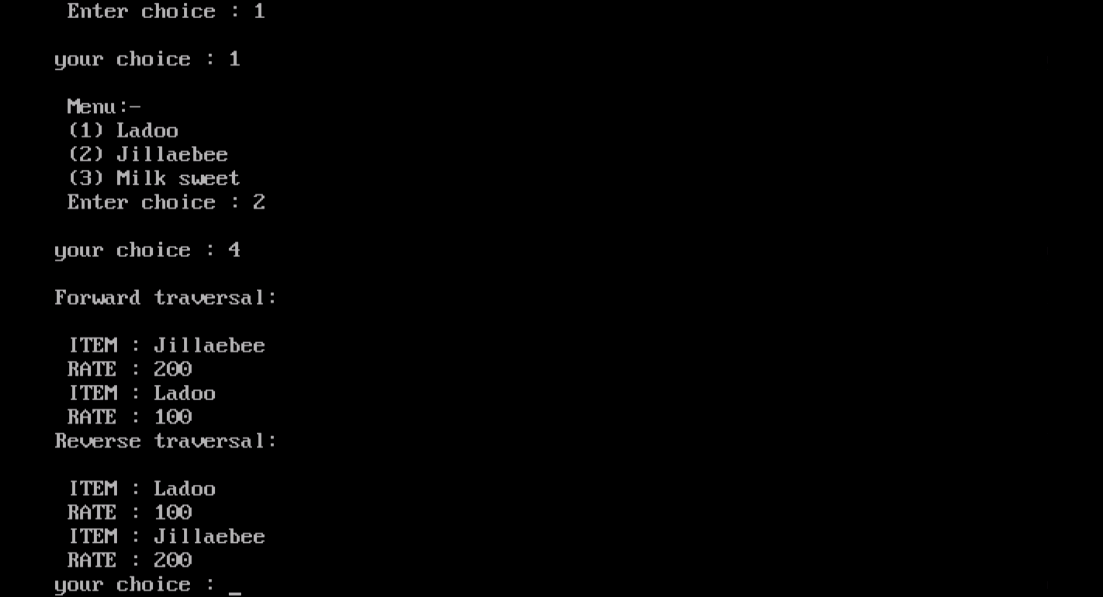 Enter choice : 1
your choice : 1
Menu:-
(1) Ladoo
(2) Jillaebee
(3) Milk sweet
Enter choice : 2
your choice : 4
Forward traversal:
ITEM : Jillaebee
RATE : 200
ITEM : Ladoo
RATE : 100
Reverse traversal:
ITEM : Ladoo
RATE : 100
ITEM : Jillaebee
RATE : 200
your choice : _